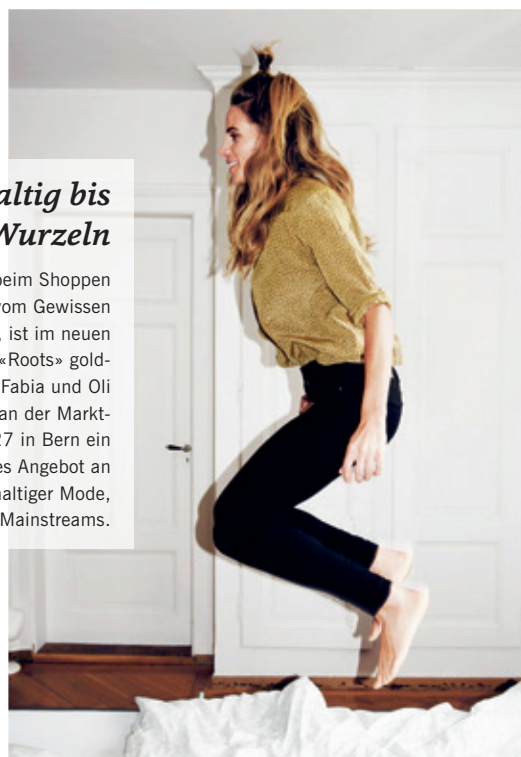 altig bis
Wurzeln
beim Shoppen
vom Gewissen
, ist im neuen
«Roots» gold-
Fabia und Oli
an der Markt-
27 in Bern ein
es Angebot an
haltiger Mode,
Mainstreams.